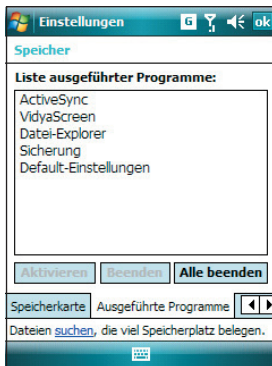 Einstellungen G ok
Speicher
Liste ausgeführter Programme:
ActiveSync
VidyaScreen
Datei-Explorer
Sicherung
Default-Einstellungen
Aktivieren Beenden Alle beenden
Speicherkarte Ausgeführte Programme
Dateien suchen, die viel Speicherplatz belegen.